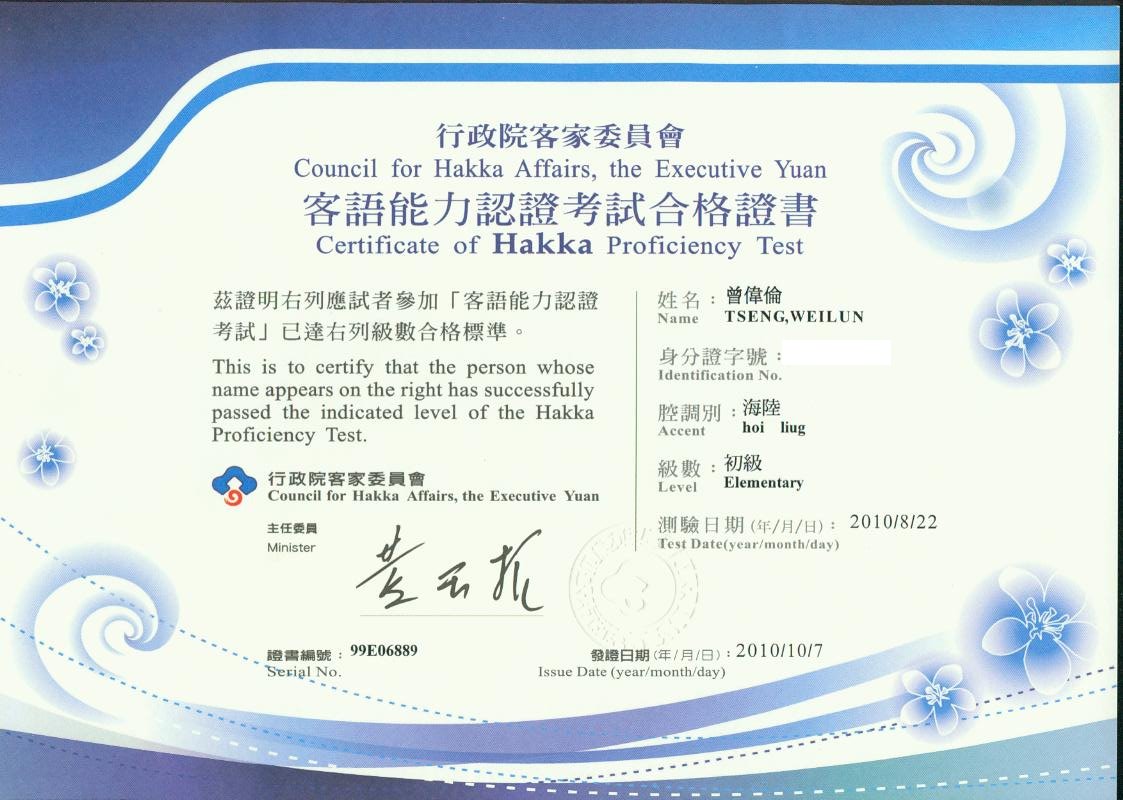 行政院客家委員會
Council for Hakka Affairs, the Executive Yuan
客語能力認證考試合格證書
Certificate of Hakka Proficiency Test
茲證明右列應試者參加「客語能力認證
考試」已達右列級數合格標準。
This is to certify that the person whose
name appears on the right has successfully
passed the indicated level of the Hakka
Proficiency Test.
行政院客家委員會
Council for Hakka Affairs, the Executive Yuan
主任委員
Minister
姓名：曾偉倫
Name TSENG,WEILUN
身分證字號：
Identification No.
腔調別：海陸
Accent hoi liug
級數：初級
Level Elementary
測驗日期(年/月/日)：2010/8/22
Test Date(year/month/day)
證書編號：99E06889
Serial No.
發證日期(年/月/日)：2010/10/7
Issue Date (year/month/day)